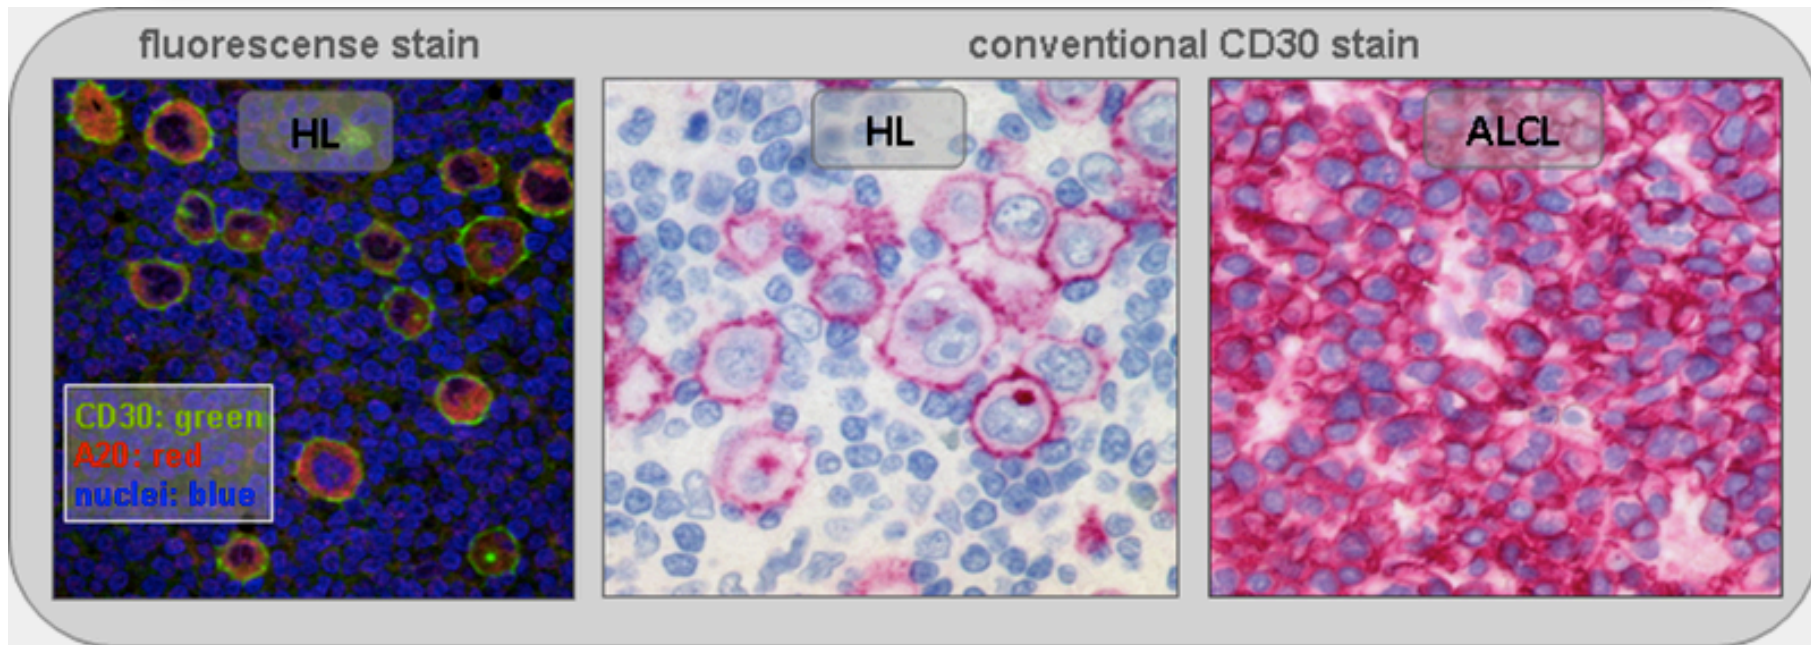 fluorescense stain
conventional CD30 stain
HL
HL
ALCL
CD30: green
A20: red
nuclei: blue